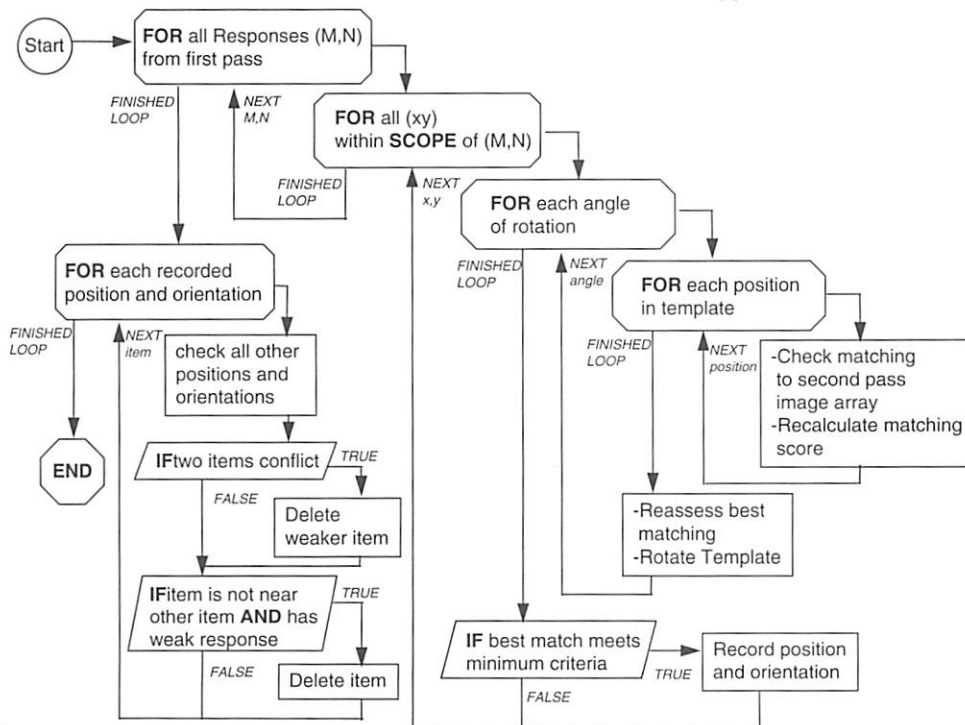 Start
FOR all Responses (M,N)
from first pass
FINISHED
LOOP
NEXT
M,N
FOR all (xy)
within SCOPE of (M,N)
FINISHED
LOOP
NEXT
x,y
FOR each angle
of rotation
FINISHED
LOOP
NEXT
angle
FOR each position
in template
FINISHED
LOOP
NEXT
position
-Check matching
to second pass
image array
-Recalculate matching
score
-Reassess best
matching
-Rotate Template
IF best match meets
minimum criteria
TRUE
FALSE
Record position
and orientation
FOR each recorded
position and orientation
FINISHED
LOOP
NEXT
item
END
check all other
positions and
orientations
IFtwo items conflict
TRUE
FALSE
Delete
weaker item
IFitem is not near
other item AND has
weak response
TRUE
FALSE
Delete item